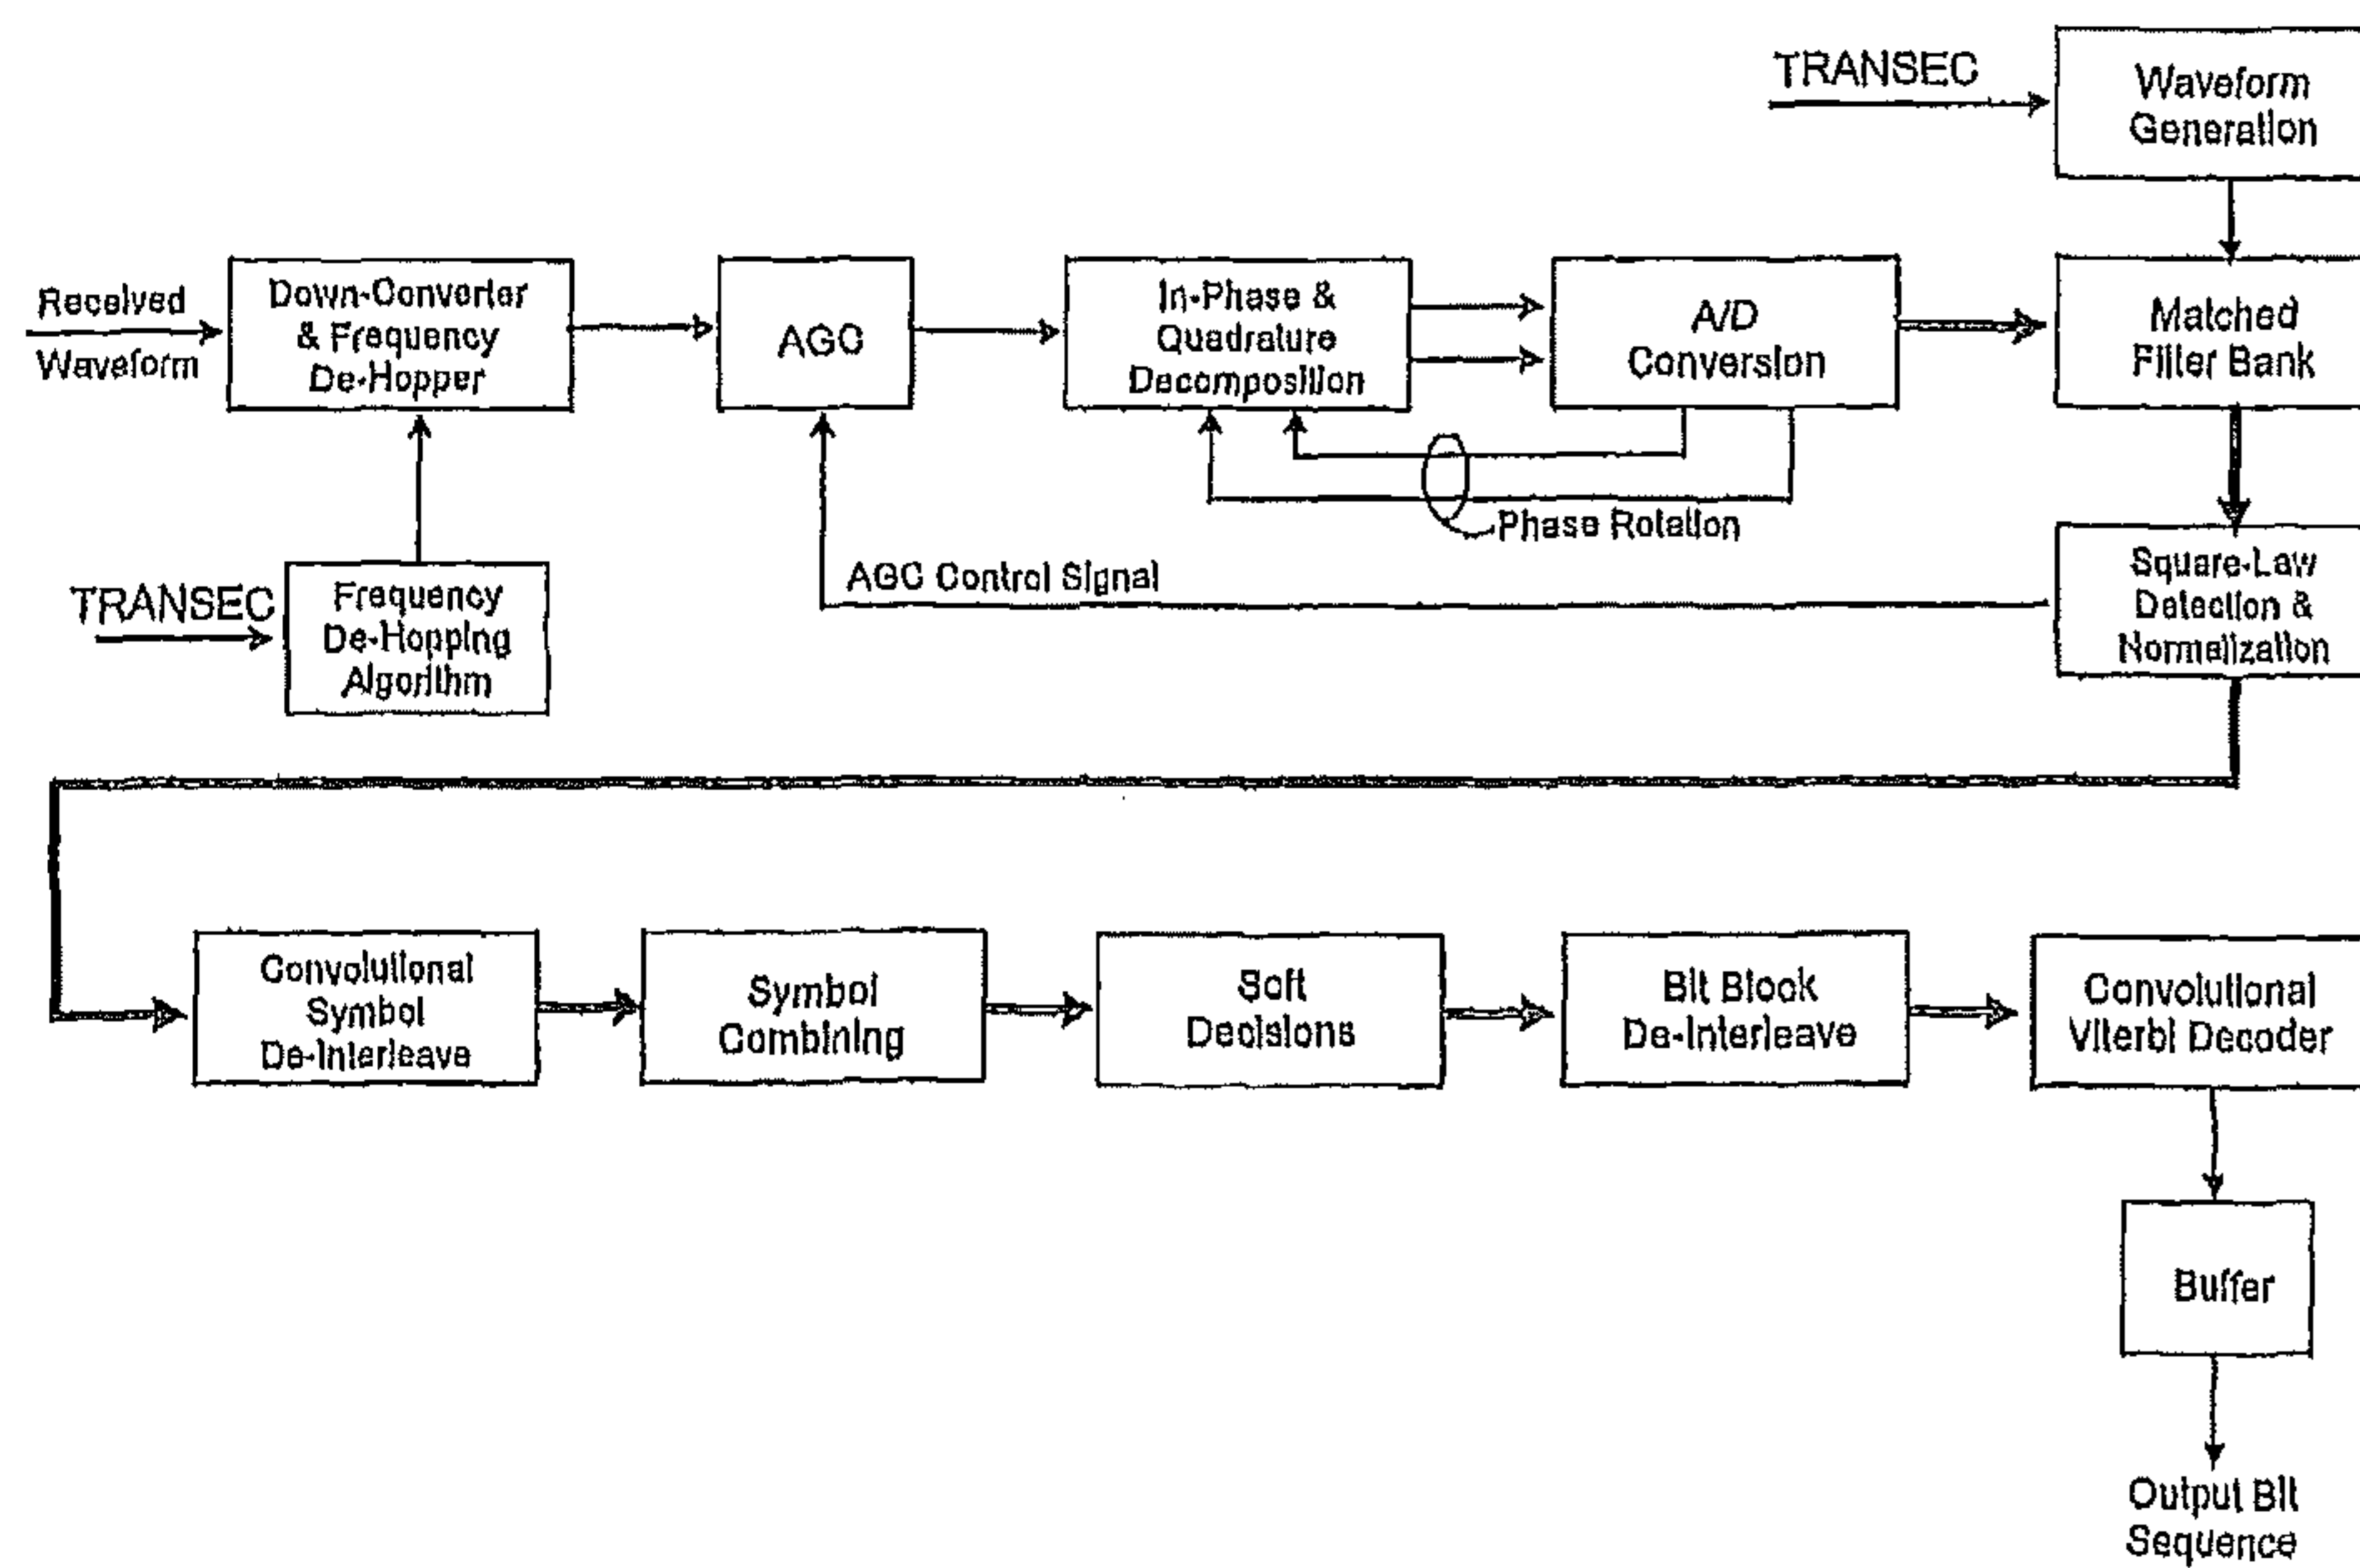 TRANSEC
Waveform
Generation
Received
Waveform
Down-Converter
& Frequency
De-Hopper
AGC
In-Phase &
Quadrature
Decomposition
A/D
Conversion
Matched
Filter Bank
Phase Rotation
AGC Control Signal
TRANSEC
Frequency
De-Hopping
Algorithm
Square-Law
Detection &
Normalization
Convolutional
Symbol
De-Interleave
Symbol
Combining
Soft
Decisions
Bit Block
De-Interleave
Convolutional
Viterbi Decoder
Buffer
Output Bit
Sequence